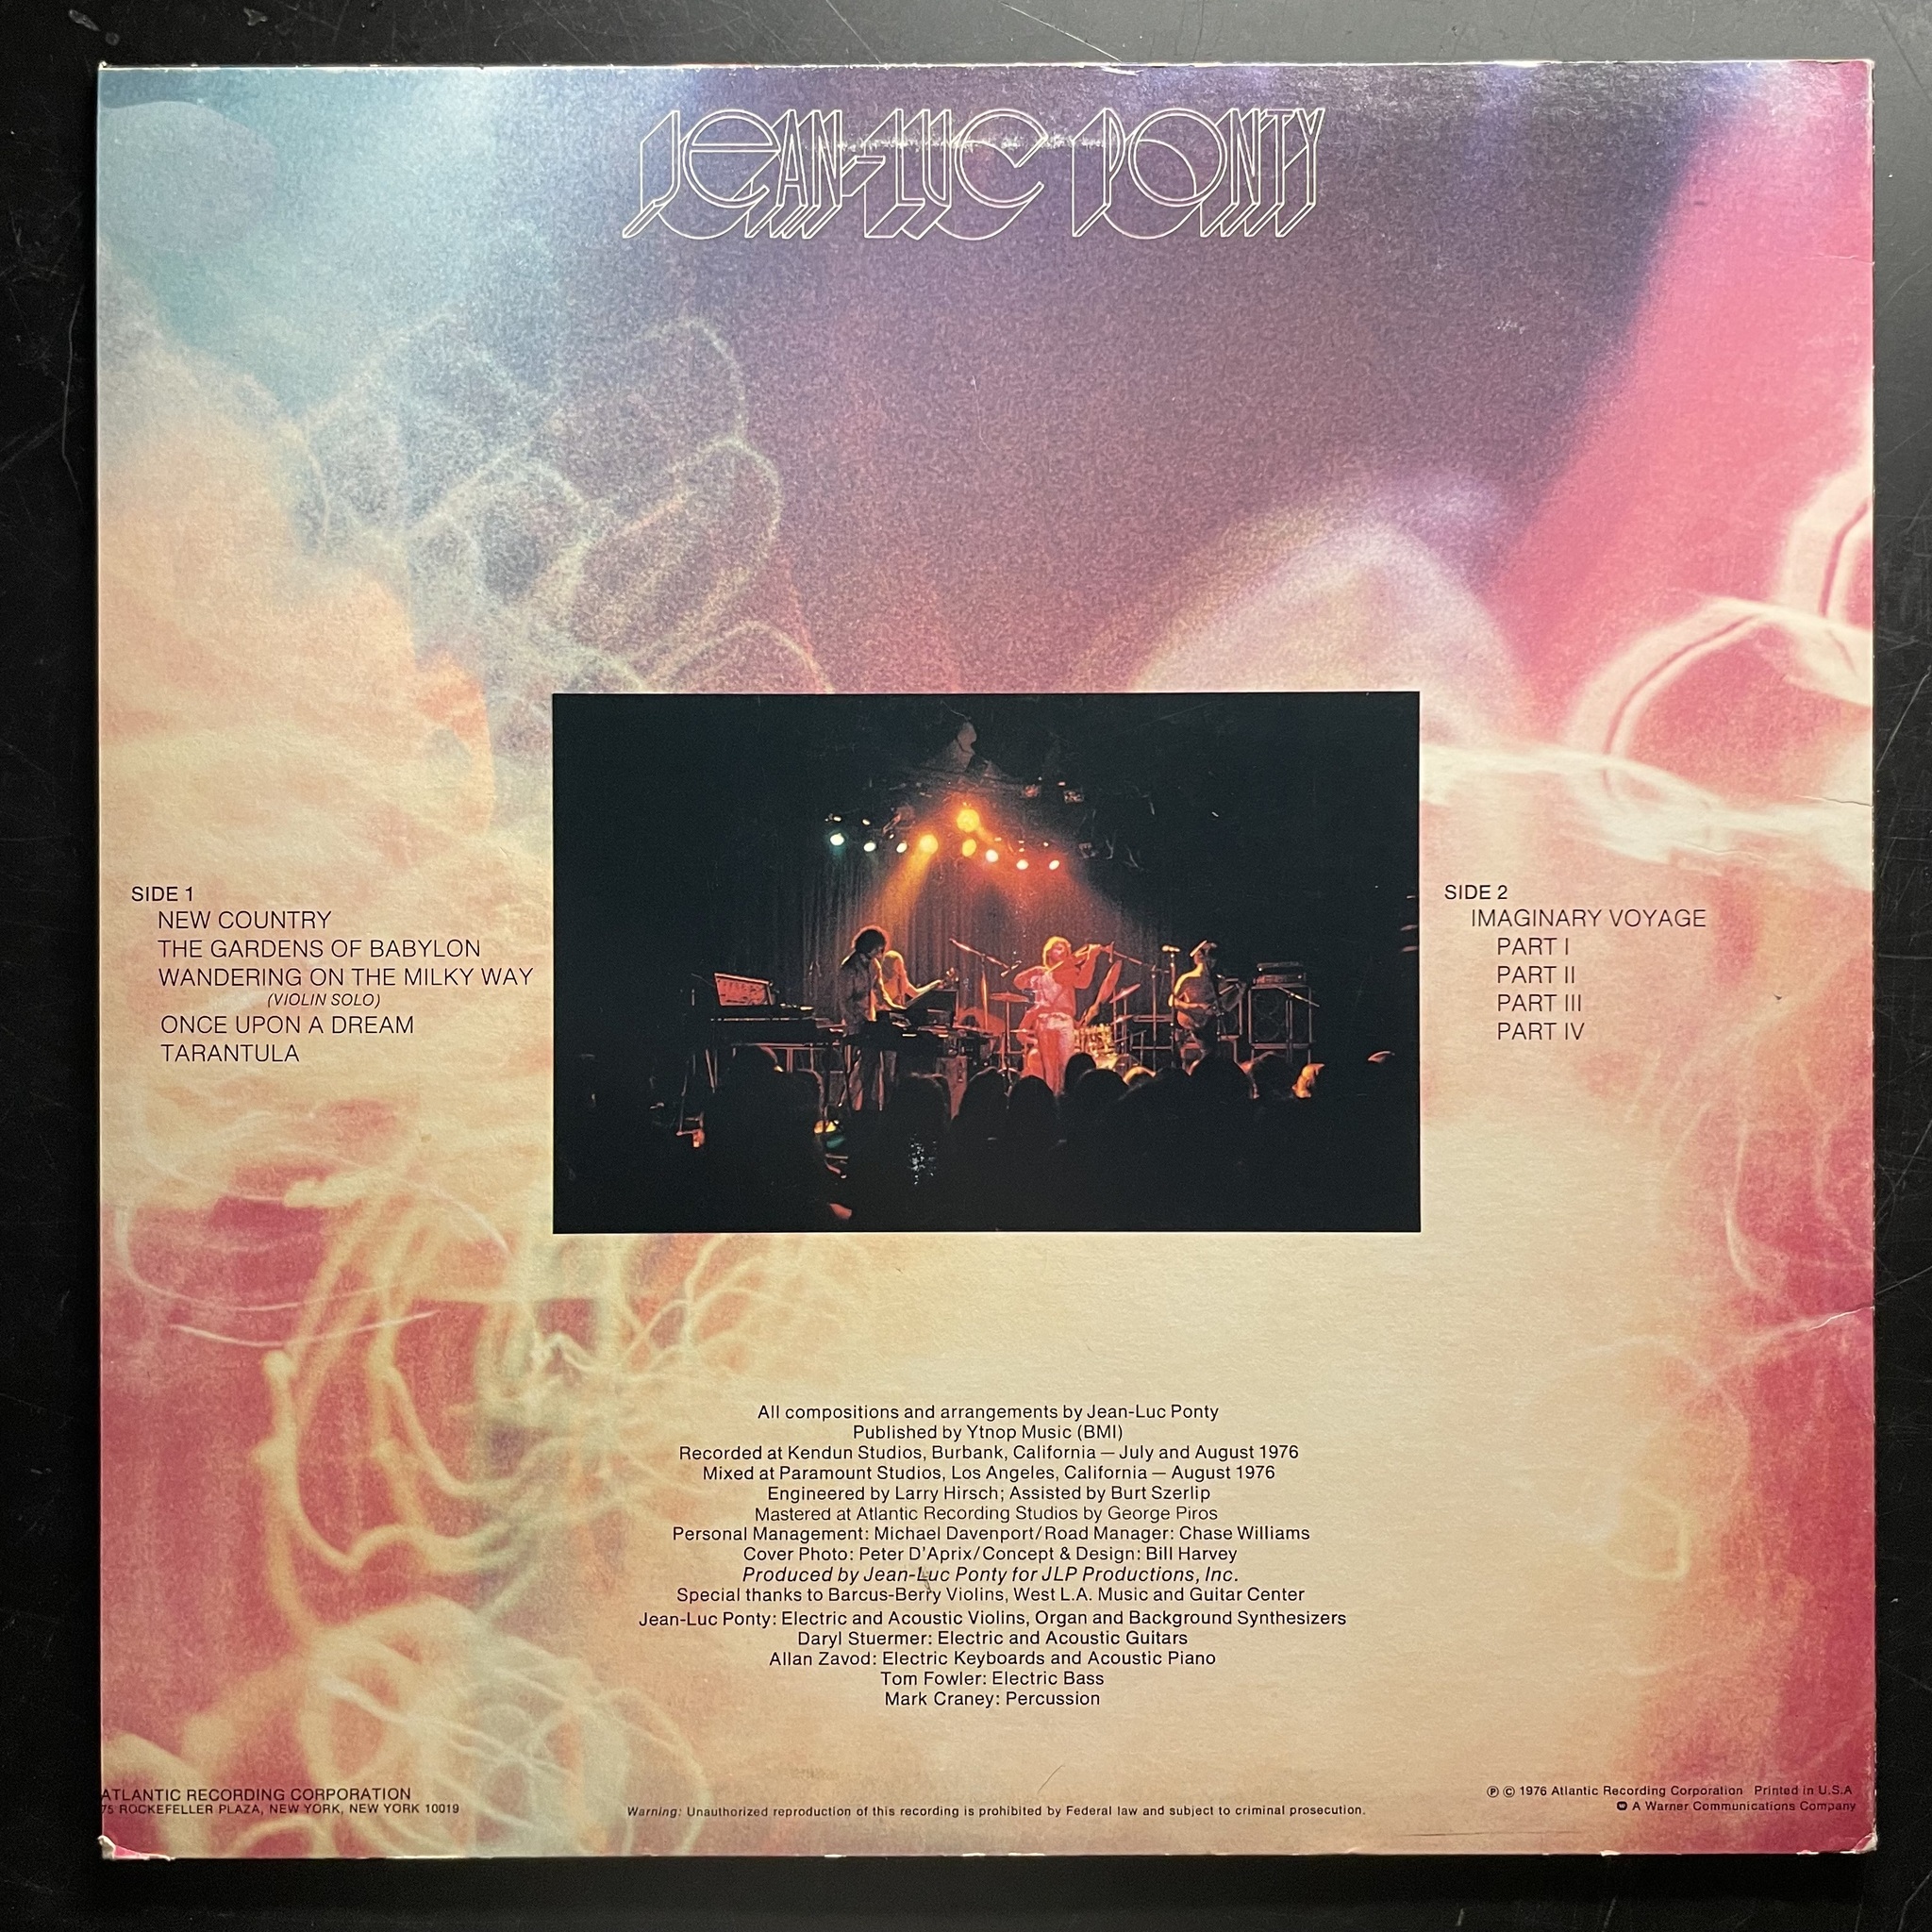 JEAN-LUC PONTY
SIDE 1
NEW COUNTRY
THE GARDENS OF BABYLON
WANDERING ON THE MILKY WAY
(VIOLIN SOLO)
ONCE UPON A DREAM
TARANTULA
SIDE 2
IMAGINARY VOYAGE
PART I
PART II
PART III
PART IV
All compositions and arrangements by Jean-Luc Ponty
Published by Ytnop Music (BMI)
Recorded at Kendun Studios, Burbank, California — July and August 1976
Mixed at Paramount Studios, Los Angeles, California — August 1976
Engineered by Larry Hirsch; Assisted by Burt Szerlip
Mastered at Atlantic Recording Studios by George Piros
Personal Management: Michael Davenport/Road Manager: Chase Williams
Cover Photo: Peter D'Aprix/Concept & Design: Bill Harvey
Produced by Jean-Luc Ponty for JLP Productions, Inc.
Special thanks to Barcus-Berry Violins, West L.A. Music and Guitar Center
Jean-Luc Ponty: Electric and Acoustic Violins, Organ and Background Synthesizers
Daryl Stuermer: Electric and Acoustic Guitars
Allan Zavod: Electric Keyboards and Acoustic Piano
Tom Fowler: Electric Bass
Mark Craney: Percussion
ATLANTIC RECORDING CORPORATION
75 ROCKEFELLER PLAZA, NEW YORK, NEW YORK 10019
Warning: Unauthorized reproduction of this recording is prohibited by Federal law and subject to criminal prosecution.
℗ © 1976 Atlantic Recording Corporation Printed in U.S.A
A Warner Communications Company